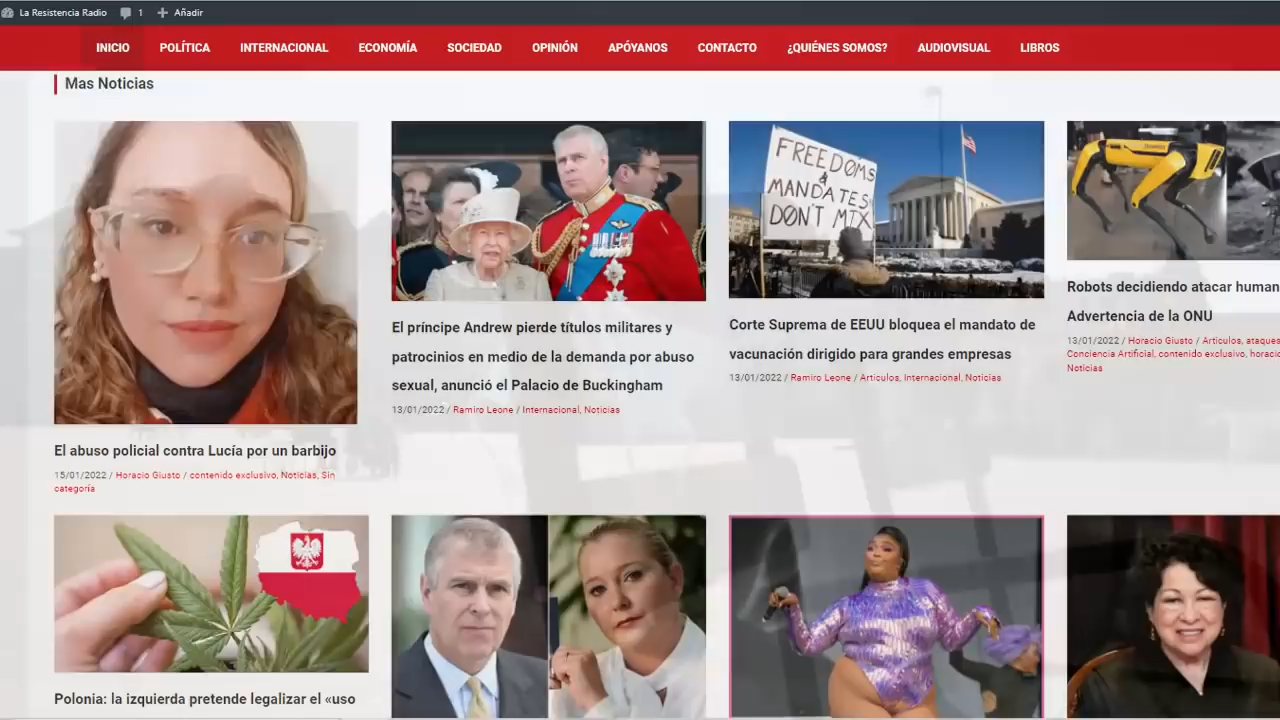 La Resistencia Radio 1 Añadir
INICIO POLÍTICA INTERNACIONAL ECONOMÍA SOCIEDAD OPINIÓN APÓYANOS CONTACTO ¿QUIÉNES SOMOS? AUDIOVISUAL LIBROS
Mas Noticias
FREEDOMS
&
MANDATES
DON'T MIX
El abuso policial contra Lucía por un barbijo
15/01/2022 / Horacio Giusto / contenido exclusivo, Noticias, Sin
categoría
El príncipe Andrew pierde títulos militares y
patrocinios en medio de la demanda por abuso
sexual, anunció el Palacio de Buckingham
13/01/2022 / Ramiro Leone / Internacional, Noticias
Corte Suprema de EEUU bloquea el mandato de
vacunación dirigido para grandes empresas
13/01/2022 / Ramiro Leone / Articulos, Internacional, Noticias
Robots decidiendo atacar human
Advertencia de la ONU
13/01/2022 / Horacio Giusto / Articulos, ataques
Conciencia Artificial, contenido exclusivo, horacio
Noticias
Polonia: la izquierda pretende legalizar el «uso